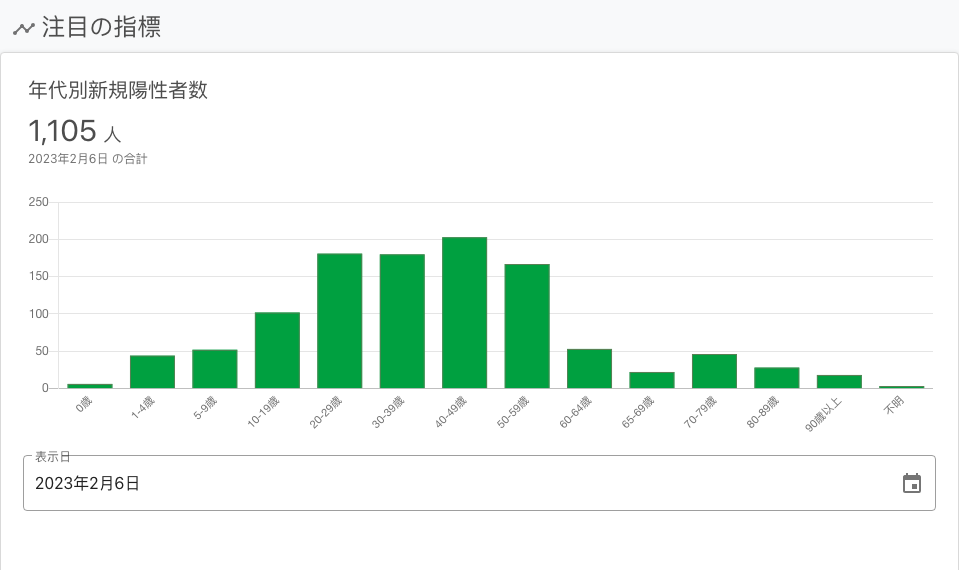 注目の指標
年代別新規陽性者数
1,105 人
2023年2月6日 の合計
250
200
150
100
50
0
0歳
1-4歳
5-9歳
10-19歳
20-29歳
30-39歳
40-49歳
50-59歳
60-64歳
65-69歳
70-79歳
80-89歳
90歳以上
不明
表示日
2023年2月6日